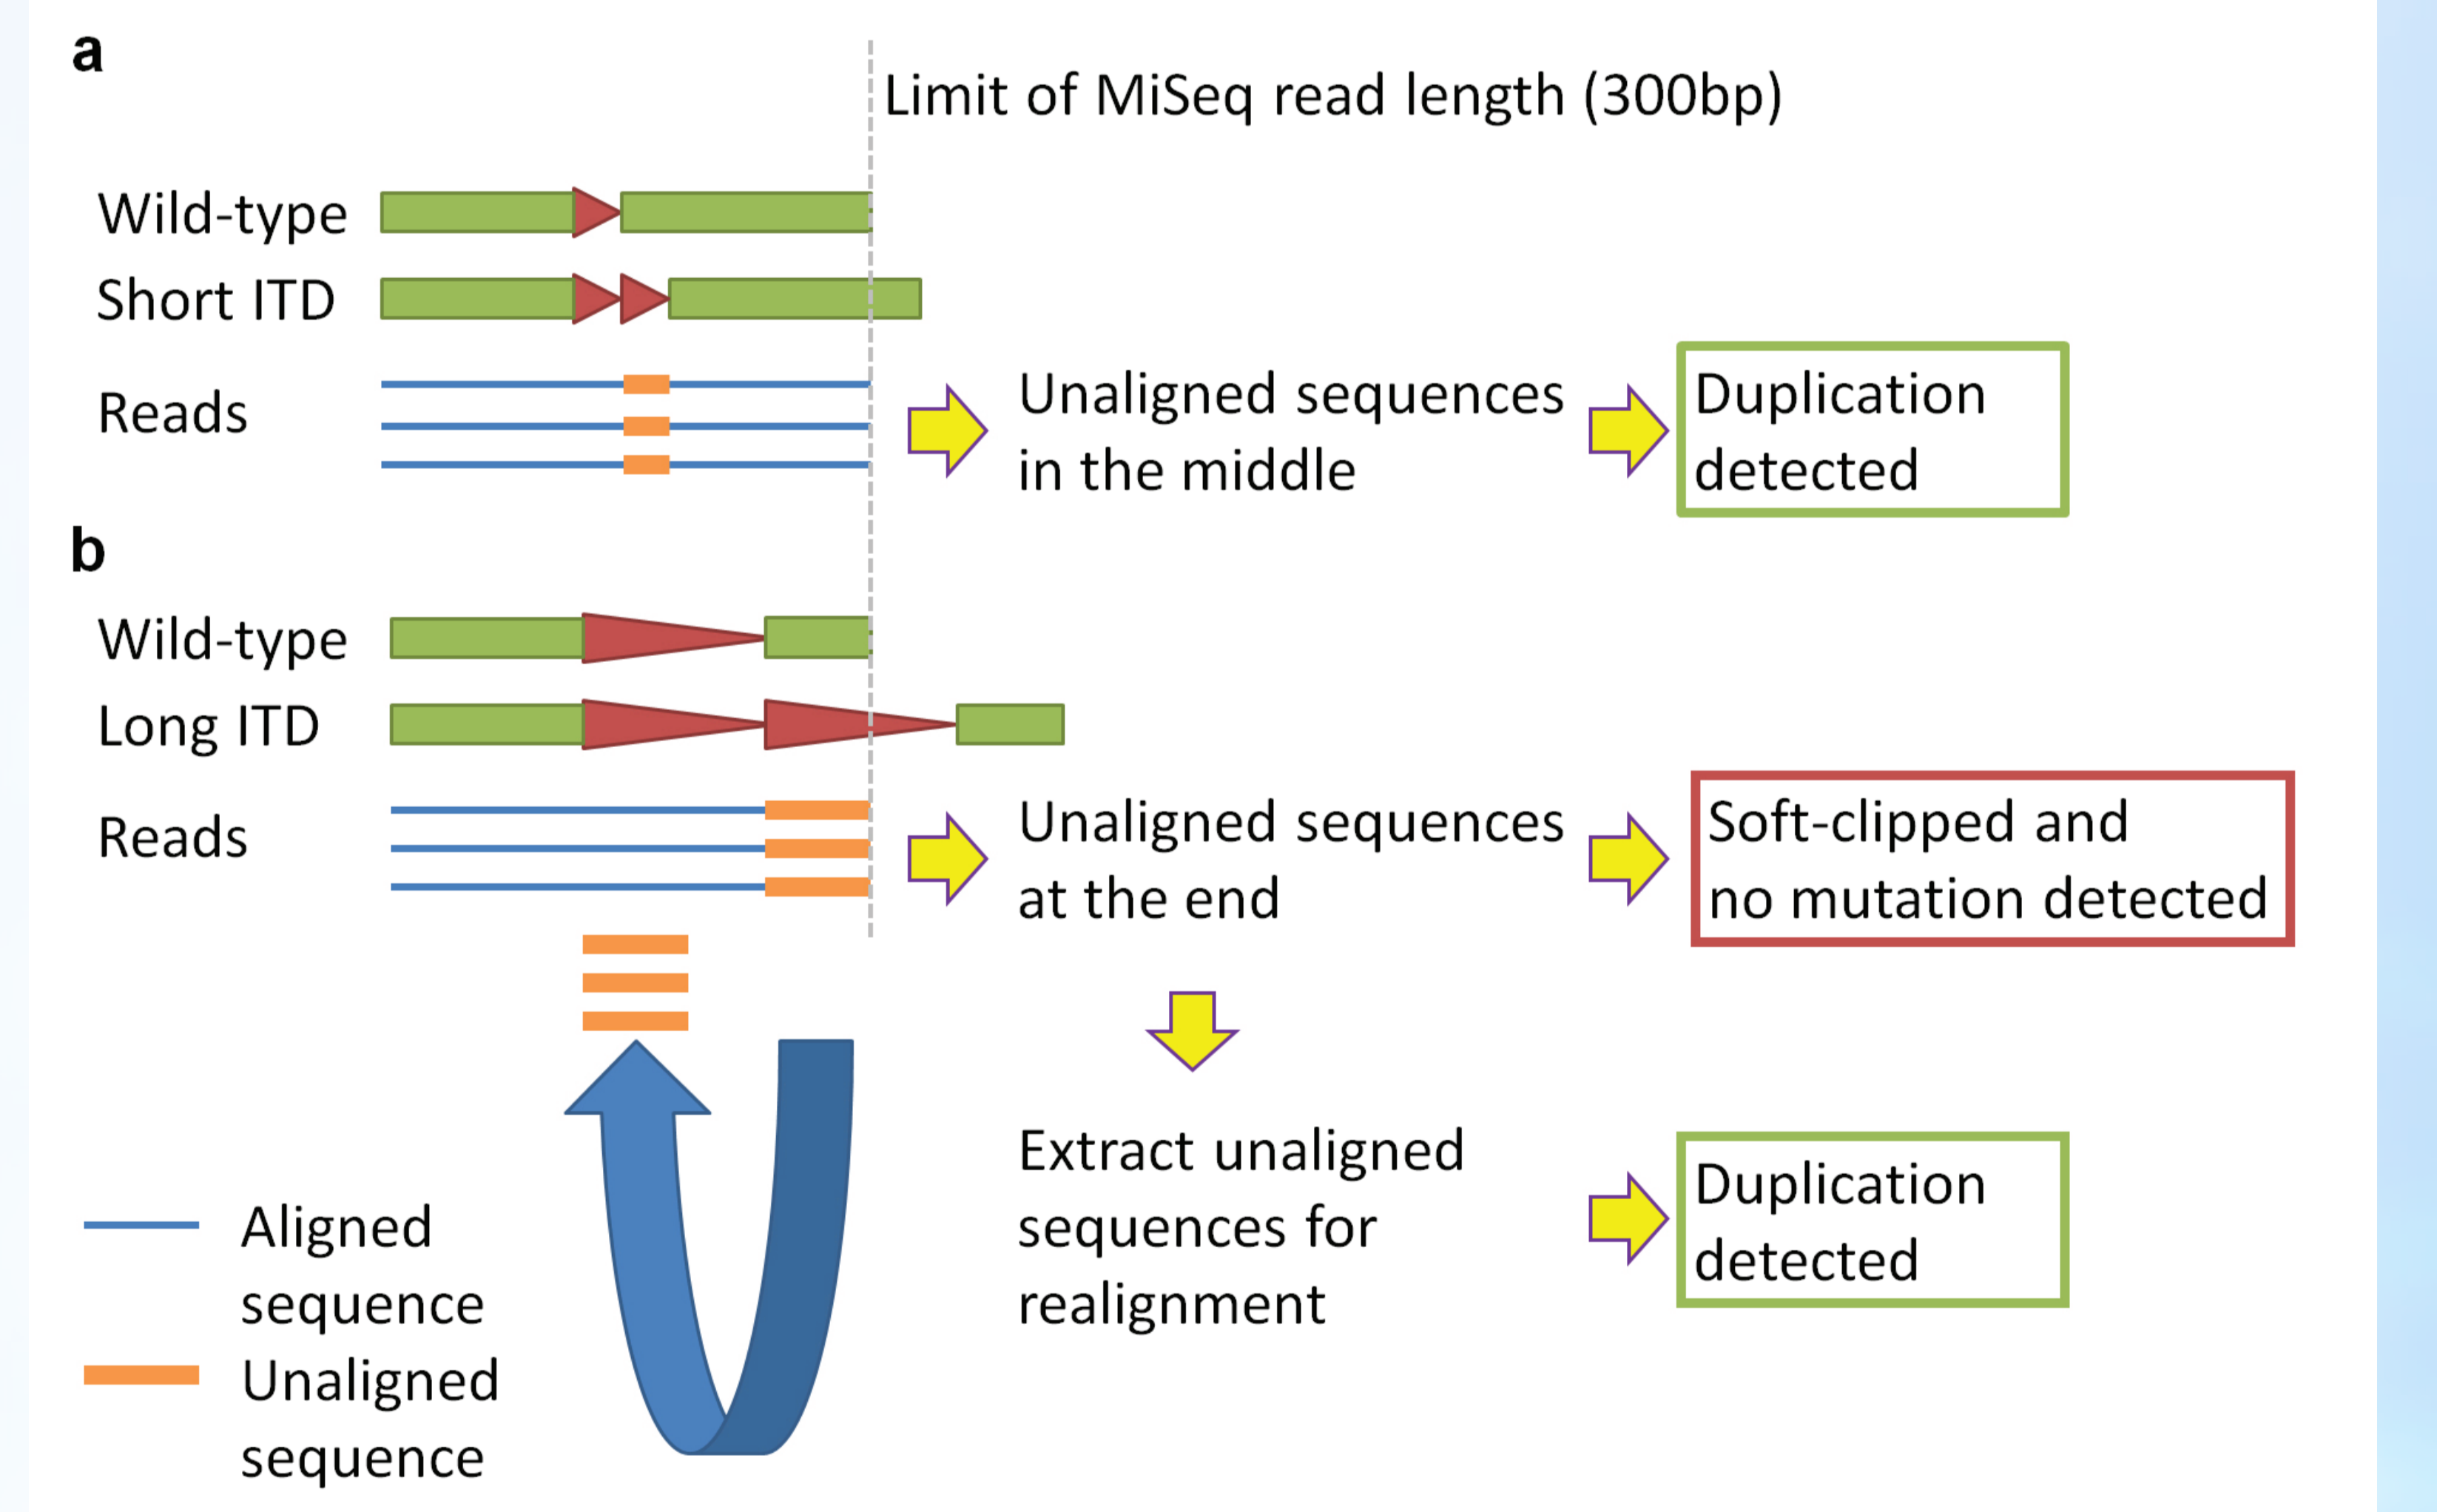 a
Limit of MiSeq read length (300bp)
Wild-type
Short ITD
Reads
Unaligned sequences
in the middle
Duplication
detected
b
Wild-type
Long ITD
Reads
Unaligned sequences
at the end
Soft-clipped and
no mutation detected
Extract unaligned
sequences for
realignment
Duplication
detected
Aligned
sequence
Unaligned
sequence